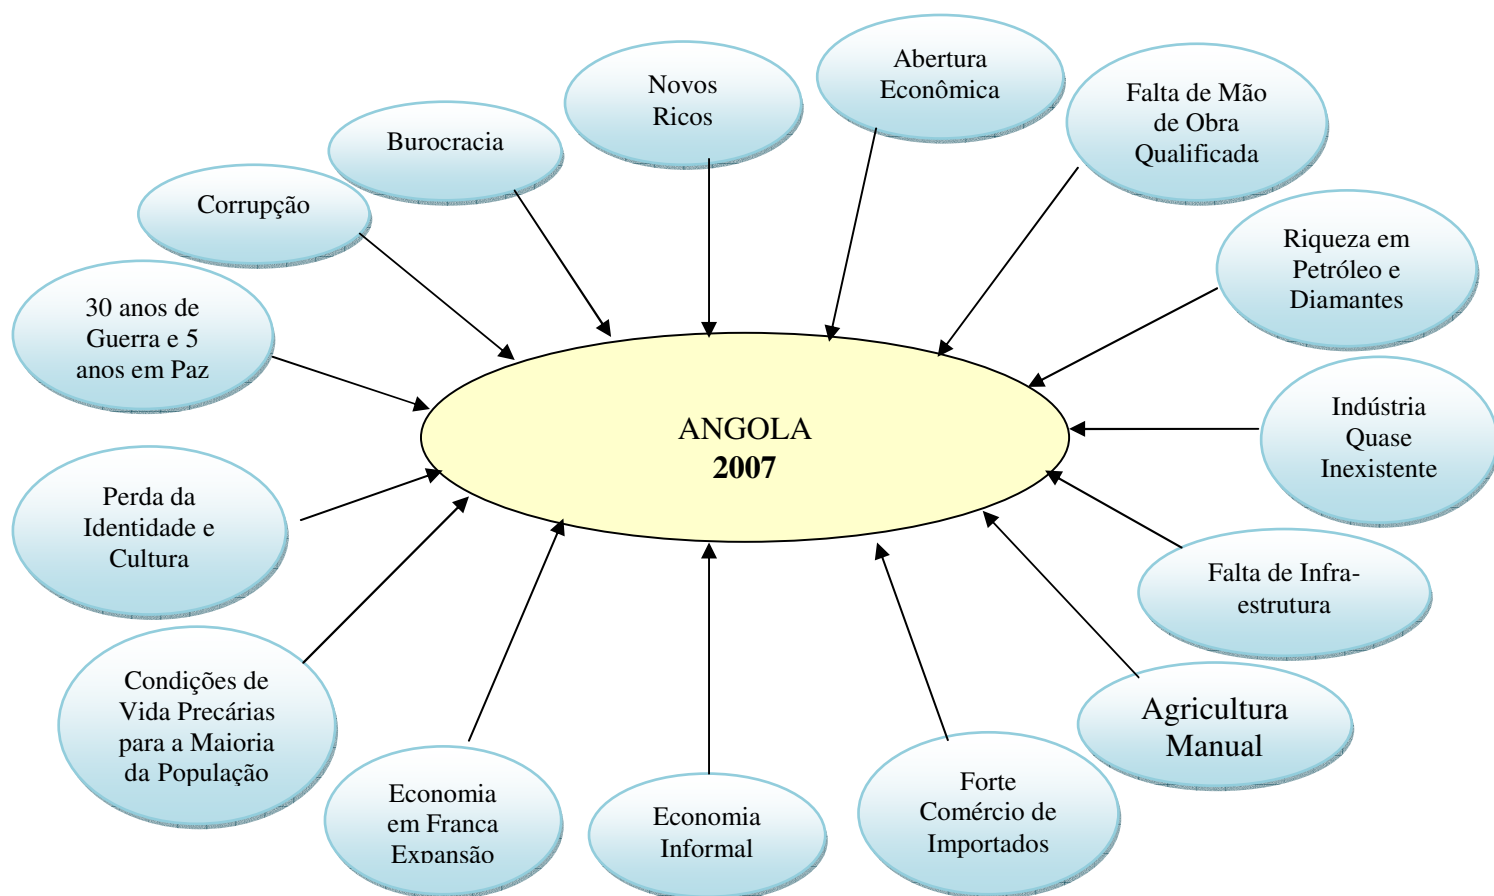 Novos
Ricos
Abertura
Econômica
Falta de Mão
de Obra
Qualificada
Burocracia
Corrupção
Riqueza em
Petróleo e
Diamantes
30 anos de
Guerra e 5
anos em Paz
Indústria
Quase
Inexistente
ANGOLA
2007
Perda da
Identidade e
Cultura
Falta de Infra-
estrutura
Condições de
Vida Precárias
para a Maioria
da População
Agricultura
Manual
Economia
em Franca
Expansão
Economia
Informal
Forte
Comércio de
Importados